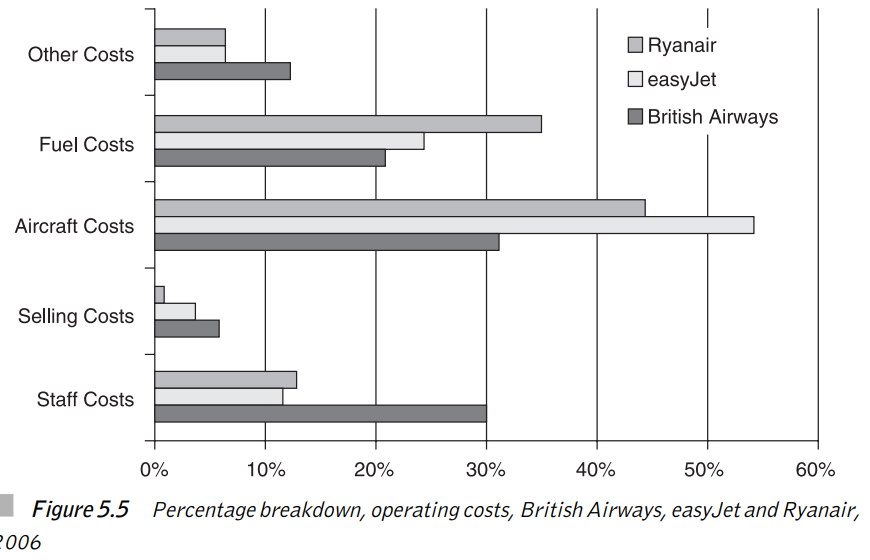 Other Costs
Fuel Costs
Aircraft Costs
Selling Costs
Staff Costs
Ryanair
easyJet
British Airways
0% 10% 20% 30% 40% 50% 60%
Figure 5.5 Percentage breakdown, operating costs, British Airways, easyJet and Ryanair,
2006